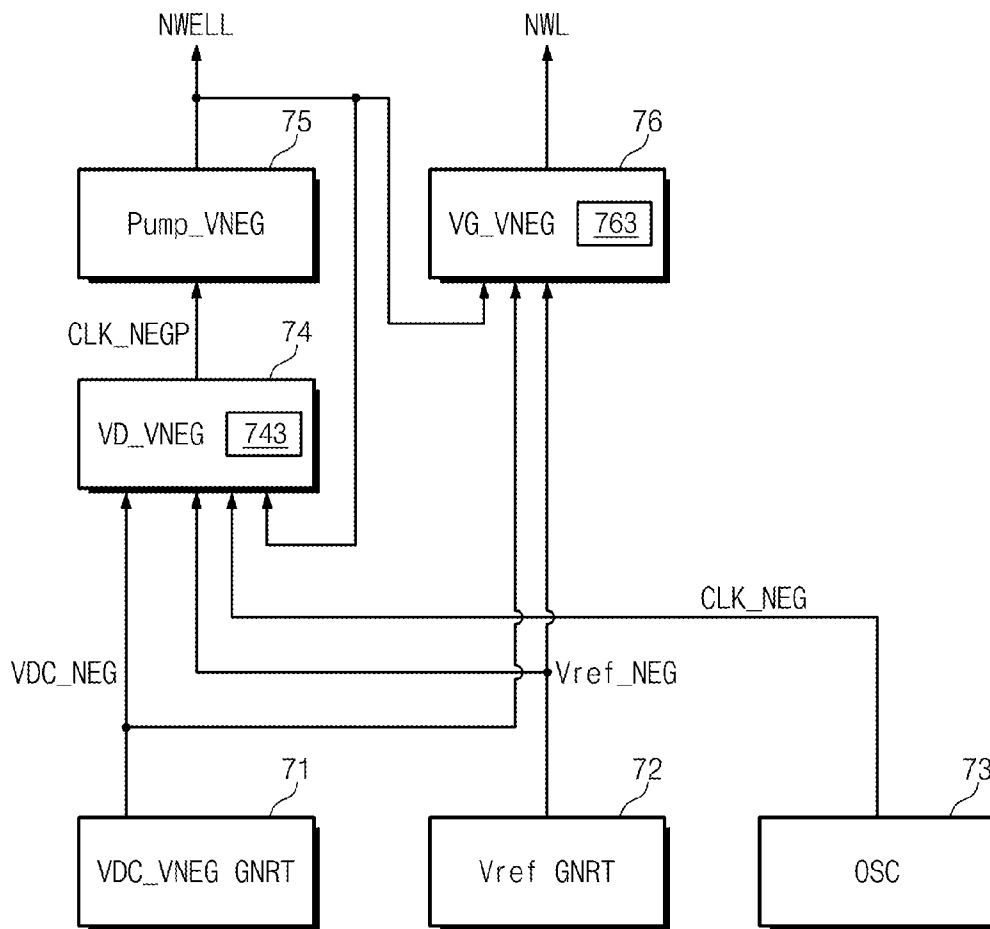 NWELL
NWL
75
76
Pump_VNEG
VG_VNEG
763
CLK_NEGP
74
VD_VNEG
743
CLK_NEG
VDC_NEG
Vref_NEG
71
72
73
VDC_VNEG GNRT
Vref GNRT
OSC